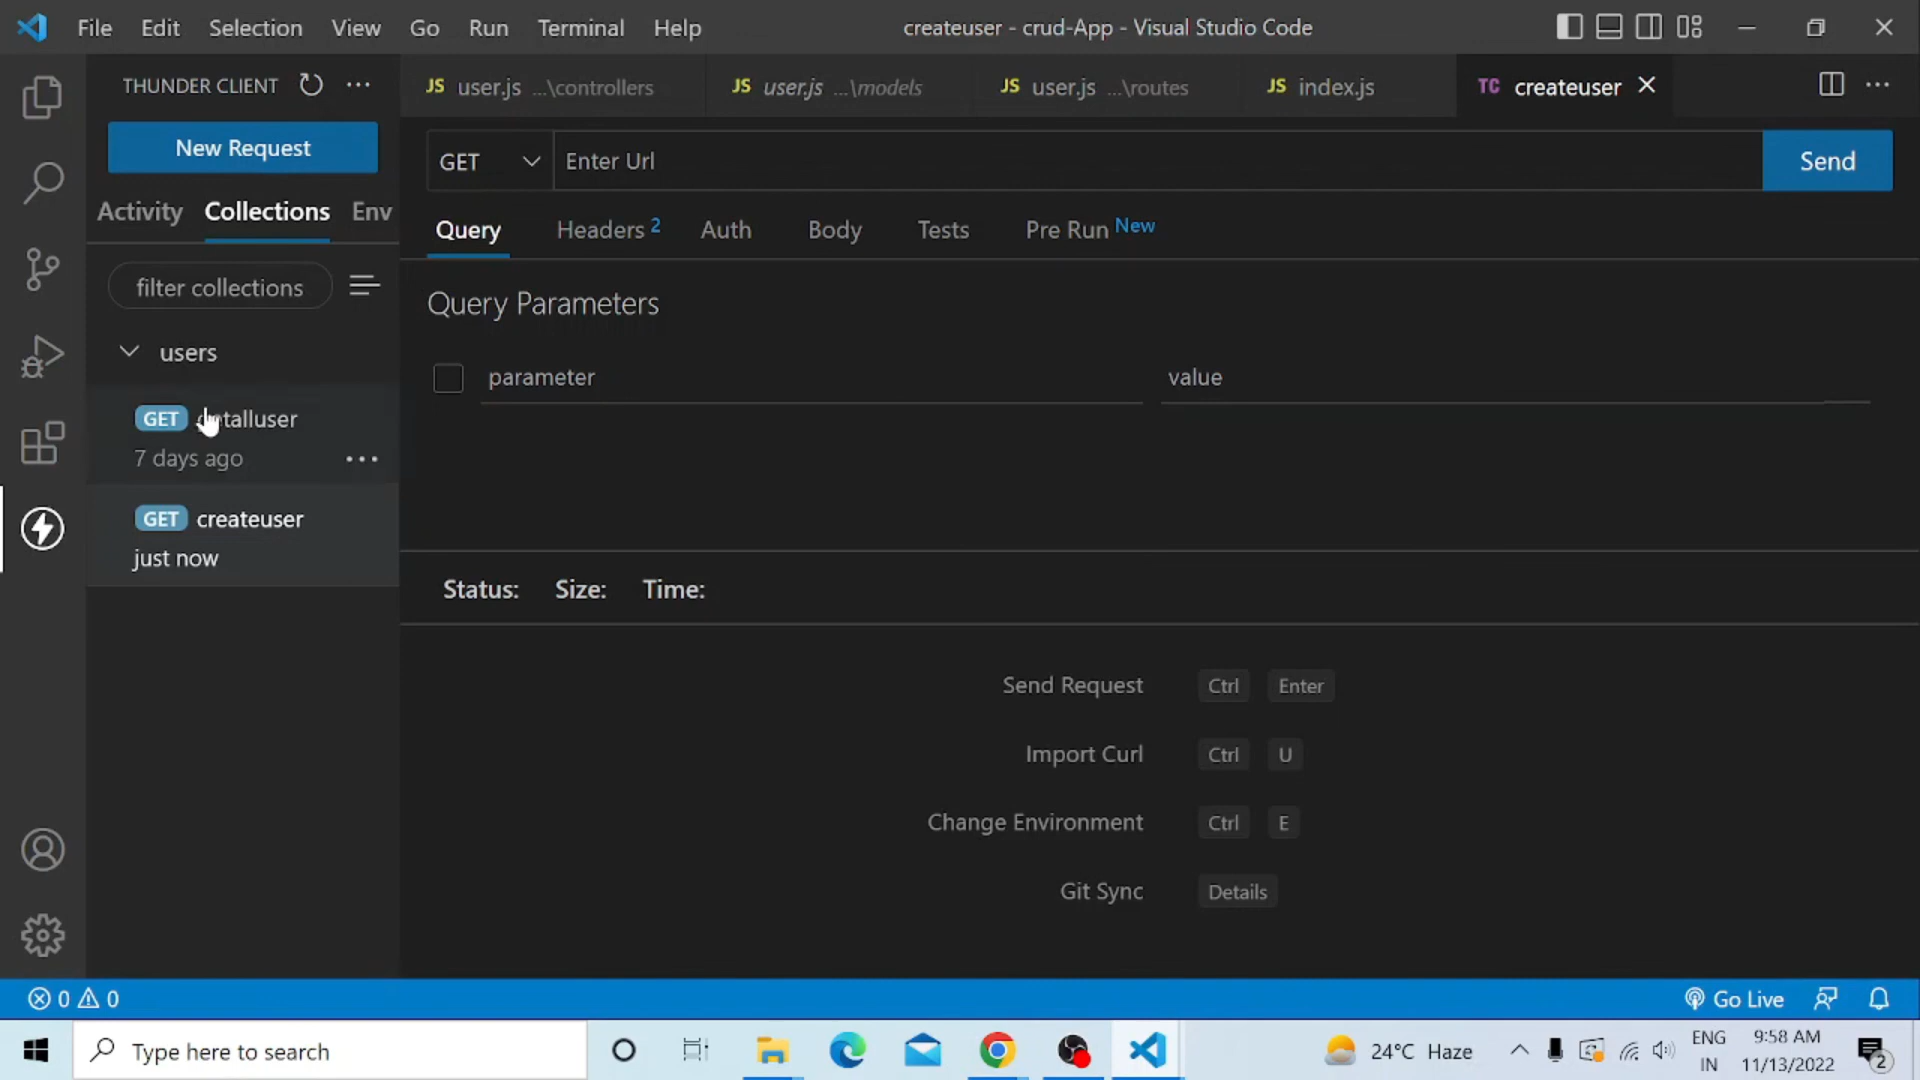 File Edit Selection View Go Run Terminal Help
createuser - crud-App - Visual Studio Code
THUNDER CLIENT
New Request
Activity Collections Env
filter collections
users
GET
7 days ago
GET createuser
just now
JS user.js ...\controllers
JS user.js ...\models
JS user.js ...\routes
JS index.js
TC createuser
GET Enter Url Send
Query Headers 2 Auth Body Tests Pre Run New
Query Parameters
parameter value
Status: Size: Time:
Send Request Ctrl Enter
Import Curl Ctrl U
Change Environment Ctrl E
Git Sync Details
0 0
Go Live
Type here to search
24°C Haze
ENG
IN
9:58 AM
11/13/2022
2